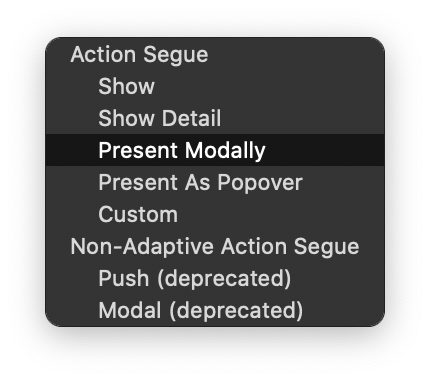 Action Segue
Show
Show Detail
Present Modally
Present As Popover
Custom
Non-Adaptive Action Segue
Push (deprecated)
Modal (deprecated)